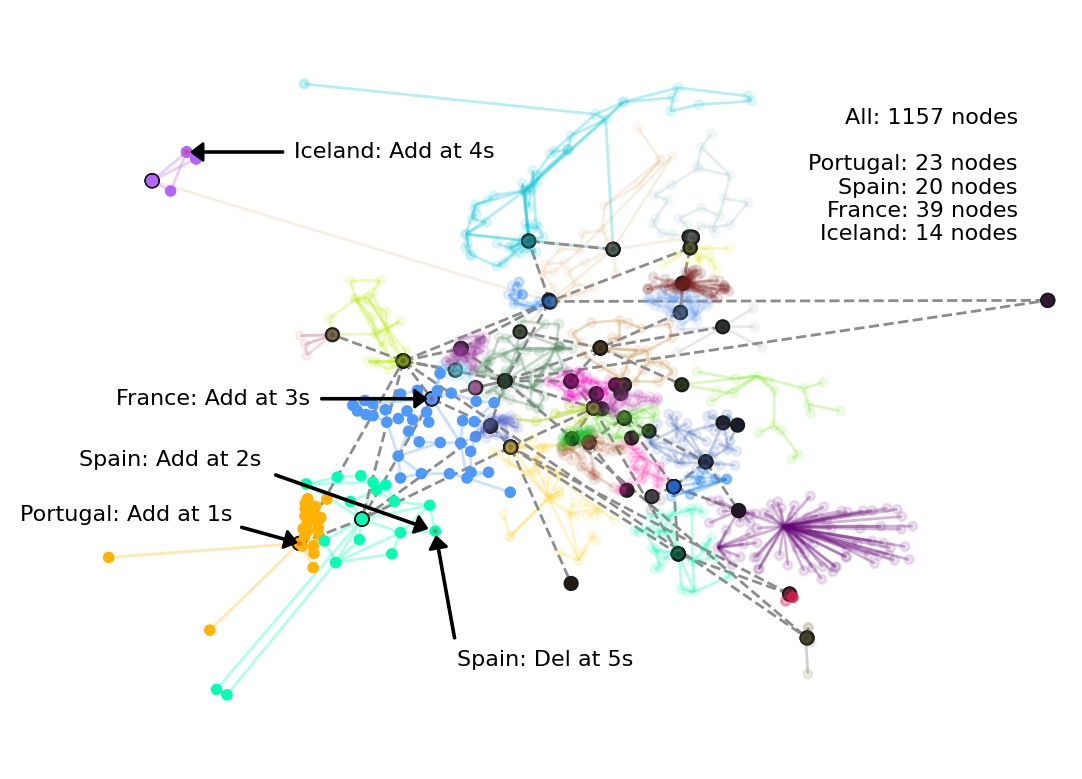 All: 1157 nodes
Iceland: Add at 4s
Portugal: 23 nodes
Spain: 20 nodes
France: 39 nodes
Iceland: 14 nodes
France: Add at 3s
Spain: Add at 2s
Portugal: Add at 1s
Spain: Del at 5s